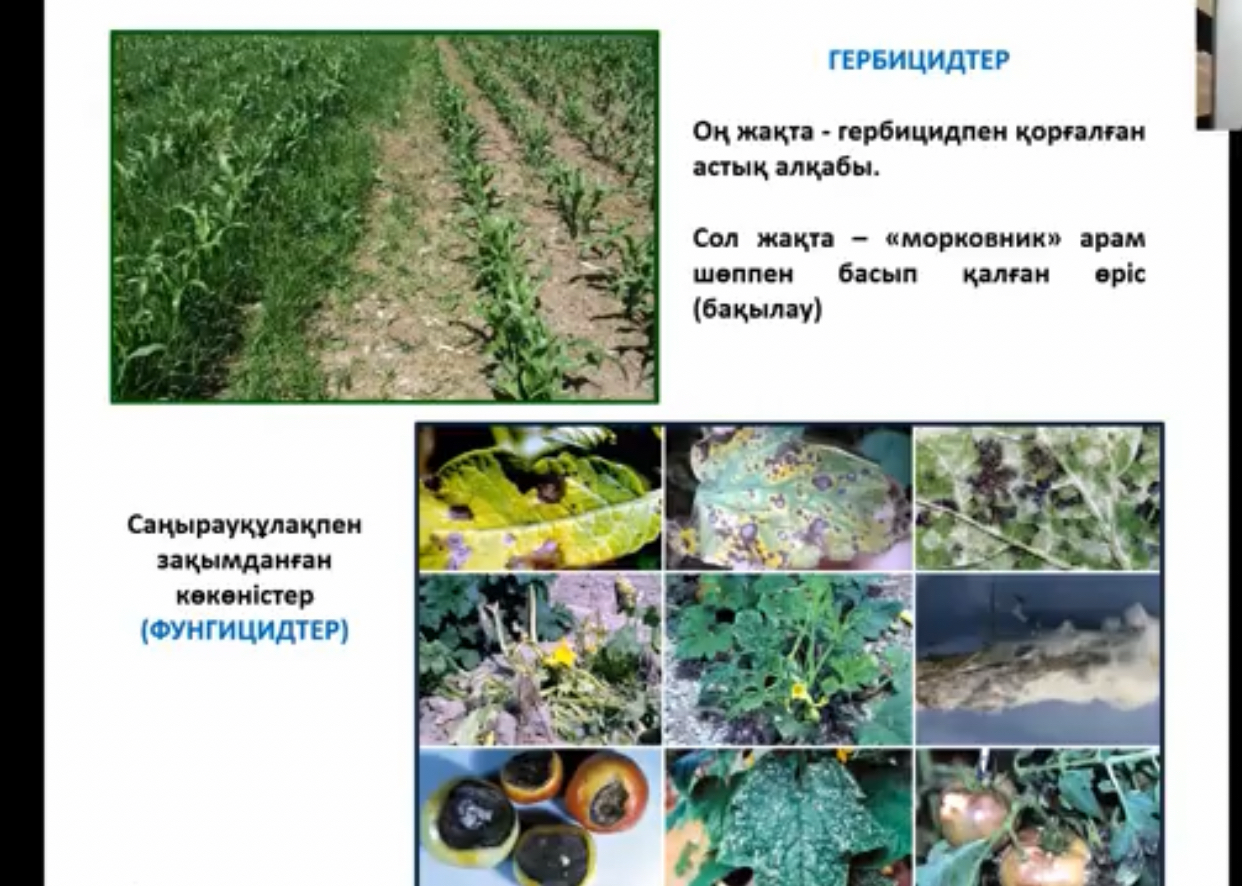 ГЕРБИЦИДТЕР
Оң жақта - гербицидпен қорғалған
астық алқабы.
Сол жақта – «морковник» арам
шөппен басып қалған өріс
(бақылау)
Саңырауқұлақпен
зақымданған
көкөністер
(ФУНГИЦИДТЕР)